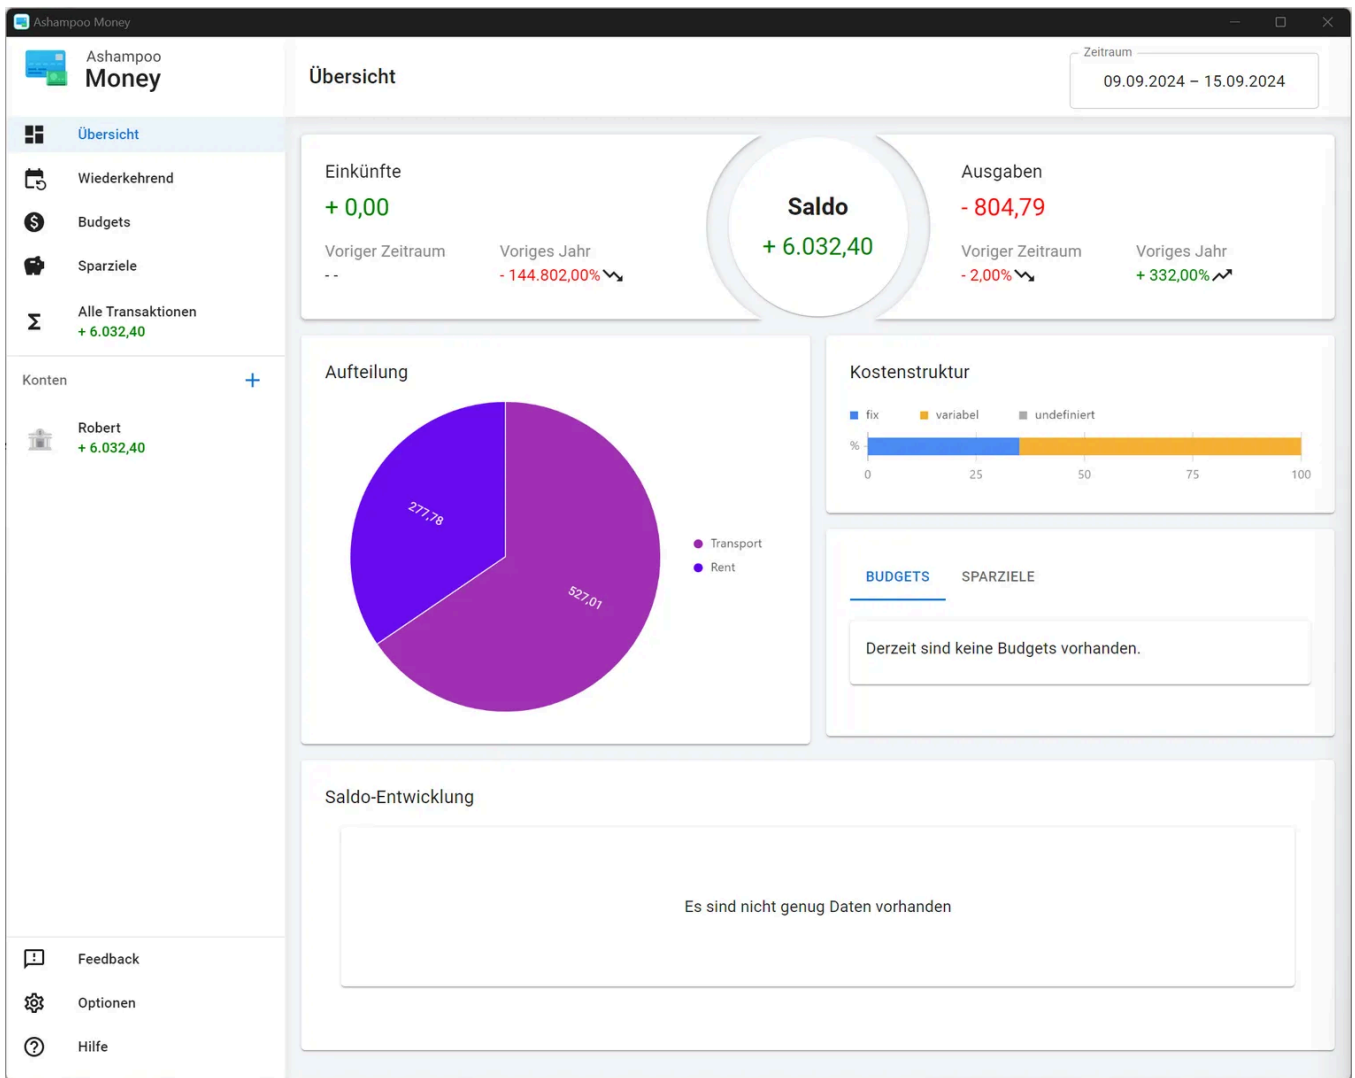 Ashampoo Money
Ashampoo
Money
Übersicht
Zeitraum
09.09.2024 – 15.09.2024
Übersicht
Wiederkehrend
Budgets
Sparziele
Alle Transaktionen
+ 6.032,40
Konten
+
Robert
+ 6.032,40
Feedback
Optionen
Hilfe
Einkünfte
+ 0,00
Voriger Zeitraum
- -
Voriges Jahr
- 144.802,00%
Saldo
+ 6.032,40
Ausgaben
- 804,79
Voriger Zeitraum
- 2,00%
Voriges Jahr
+ 332,00%
Aufteilung
277,78
527,01
Transport
Rent
Kostenstruktur
fix variabel undefiniert
%
0 25 50 75 100
BUDGETS SPARZIELE
Derzeit sind keine Budgets vorhanden.
Saldo-Entwicklung
Es sind nicht genug Daten vorhanden